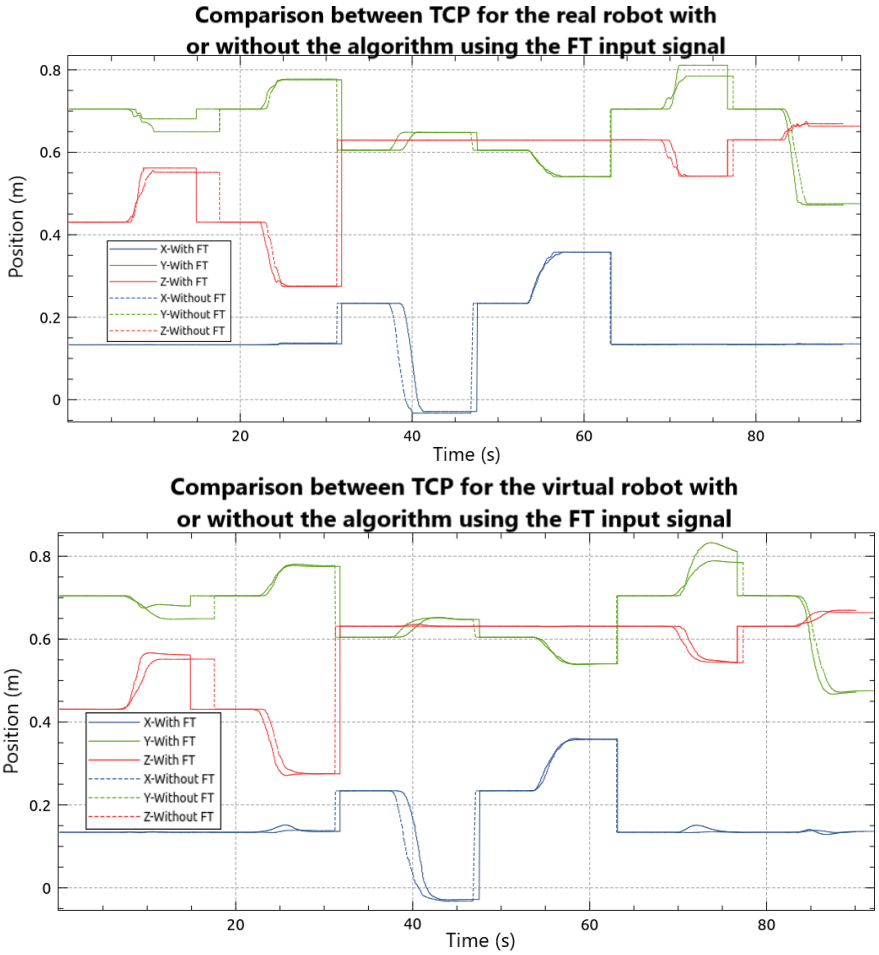 Comparison between TCP for the real robot with
or without the algorithm using the FT input signal
0.8
0.6
0.4
0.2
0
Position (m)
X-With FT
Y-With FT
Z-With FT
X-Without FT
Y-Without FT
Z-Without FT
20
40
60
80
Time (s)
Comparison between TCP for the virtual robot with
or without the algorithm using the FT input signal
0.8
0.6
0.4
0.2
0
Position (m)
X-With FT
Y-With FT
Z-With FT
X-Without FT
Y-Without FT
Z-Without FT
20
40
60
80
Time (s)